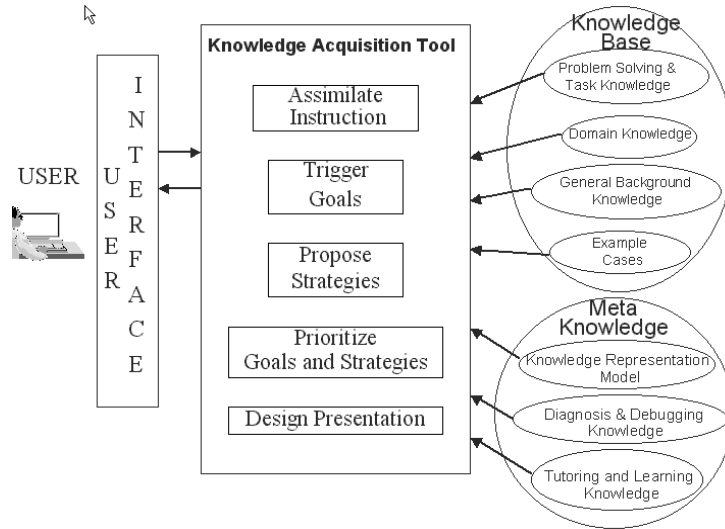 USER
USER
INTERFACE
Knowledge Acquisition Tool
Assimilate
Instruction
Trigger
Goals
Propose
Strategies
Prioritize
Goals and Strategies
Design Presentation
Knowledge
Base
Problem Solving &
Task Knowledge
Domain Knowledge
General Background
Knowledge
Example
Cases
Meta
Knowledge
Knowledge Representation
Model
Diagnosis & Debugging
Knowledge
Tutoring and Learning
Knowledge